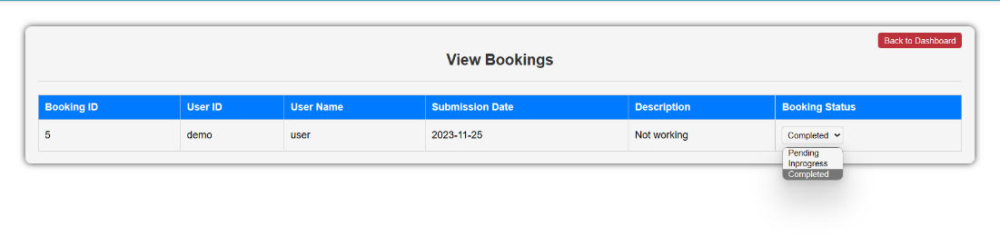 Back to Dashboard
View Bookings
Booking ID User ID User Name Submission Date Description Booking Status
5 demo user 2023-11-25 Not working Completed
Pending
Inprogress
Completed